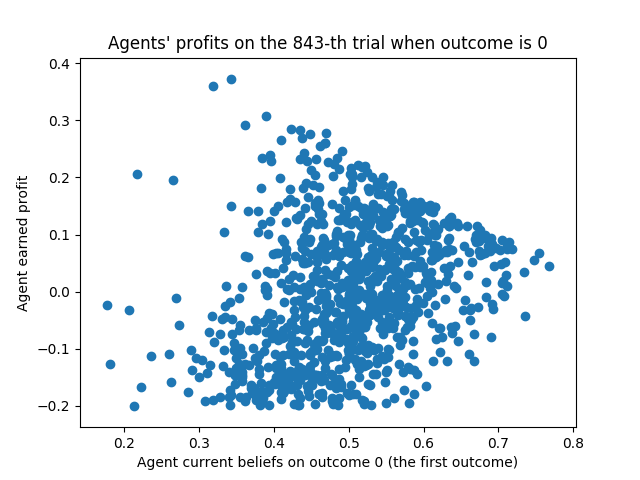 Agents' profits on the 843-th trial when outcome is 0
0.4
0.3
0.2
0.1
0.0
−0.1
−0.2
Agent earned profit
0.2 0.3 0.4 0.5 0.6 0.7 0.8
Agent current beliefs on outcome 0 (the first outcome)